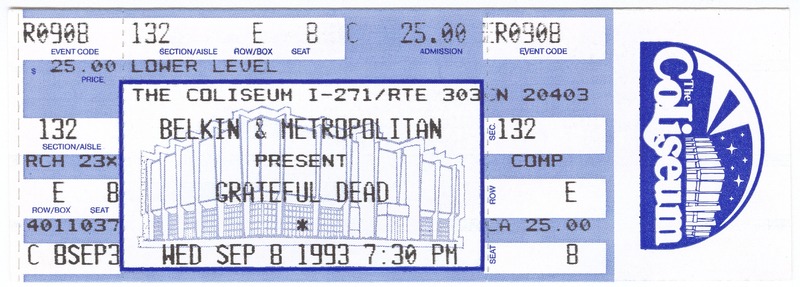 R0908 132 E 8 C 25.00 R0908
EVENT CODE SECTION/AISLE ROW/BOX SEAT ADMISSION EVENT CODE
$ 25.00 LOWER LEVEL
PRICE
THE COLISEUM I-271/RTE 303 CN 20403
132 BELKIN & METROPOLITAN SEC. 132
SECTION/AISLE
RCH 23X PRESENT COMP
E 8 GRATEFUL DEAD ROW E
ROW/BOX SEAT
4011037 * CA 25.00
C 8SEP3 WED SEP 8 1993 7:30 PM SEAT 8
The
Coliseum